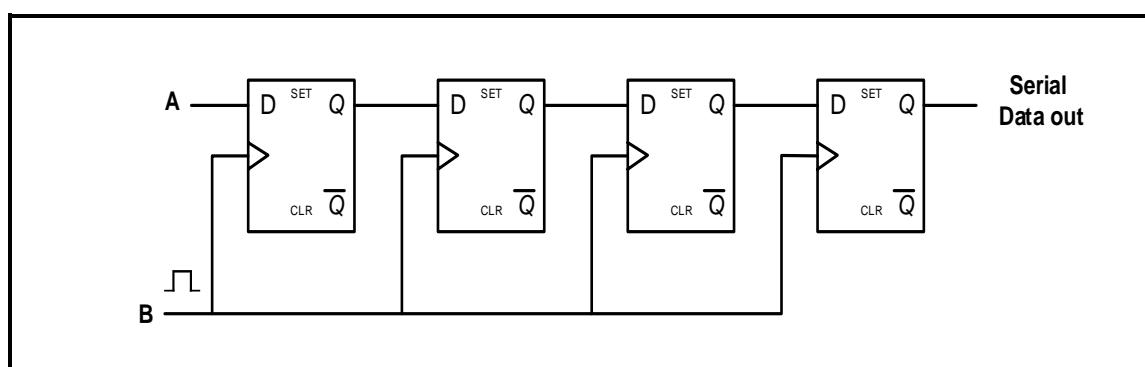 SET SET SET SET Serial
A D Q D Q D Q D Q Data out
CLR Q̅ CLR Q̅ CLR Q̅ CLR Q̅
B